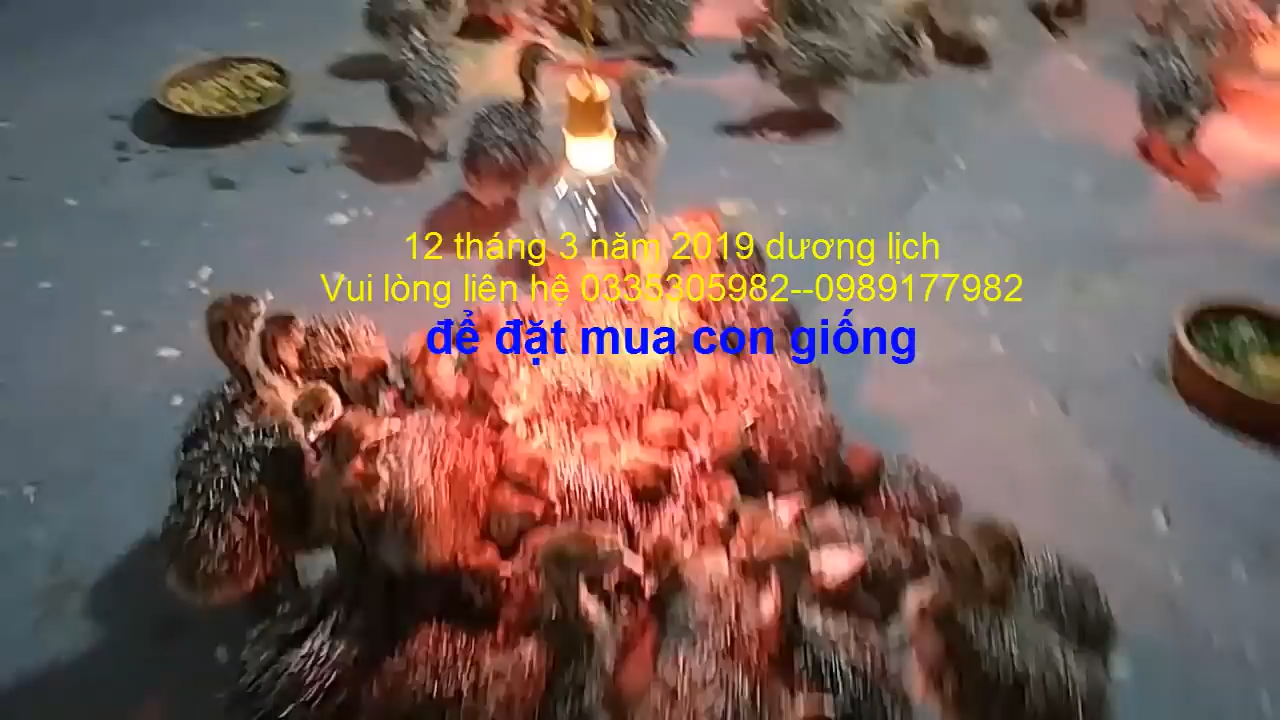 12 tháng 3 năm 2019 dương lịch
Vui lòng liên hệ 0335305982--0989177982
để đặt mua con giống